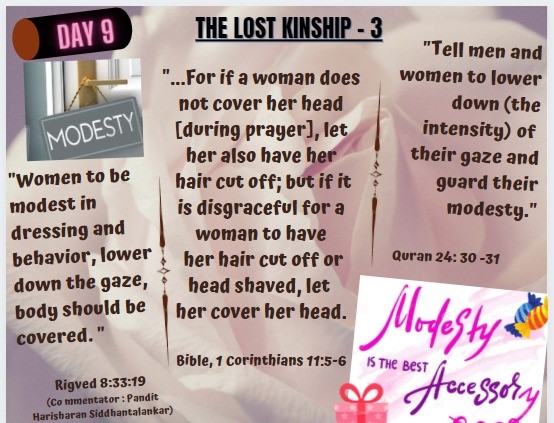 DAY 9
THE LOST KINSHIP - 3
MODESTY
"Women to be
modest in
dressing and
behavior, lower
down the gaze,
body should be
covered. "
Rigved 8:33:19
(Commentator : Pandit
Harisharan Siddhantalankar)
"...For if a woman does
not cover her head
[during prayer], let
her also have her
hair cut off; but if it
is disgraceful for a
woman to have
her hair cut off or
head shaved, let
her cover her head.
Bible, 1 Corinthians 11:5-6
"Tell men and
women to lower
down (the
intensity) of
their gaze and
guard their
modesty."
Quran 24: 30 -31
Modesty
IS THE BEST
Accessory